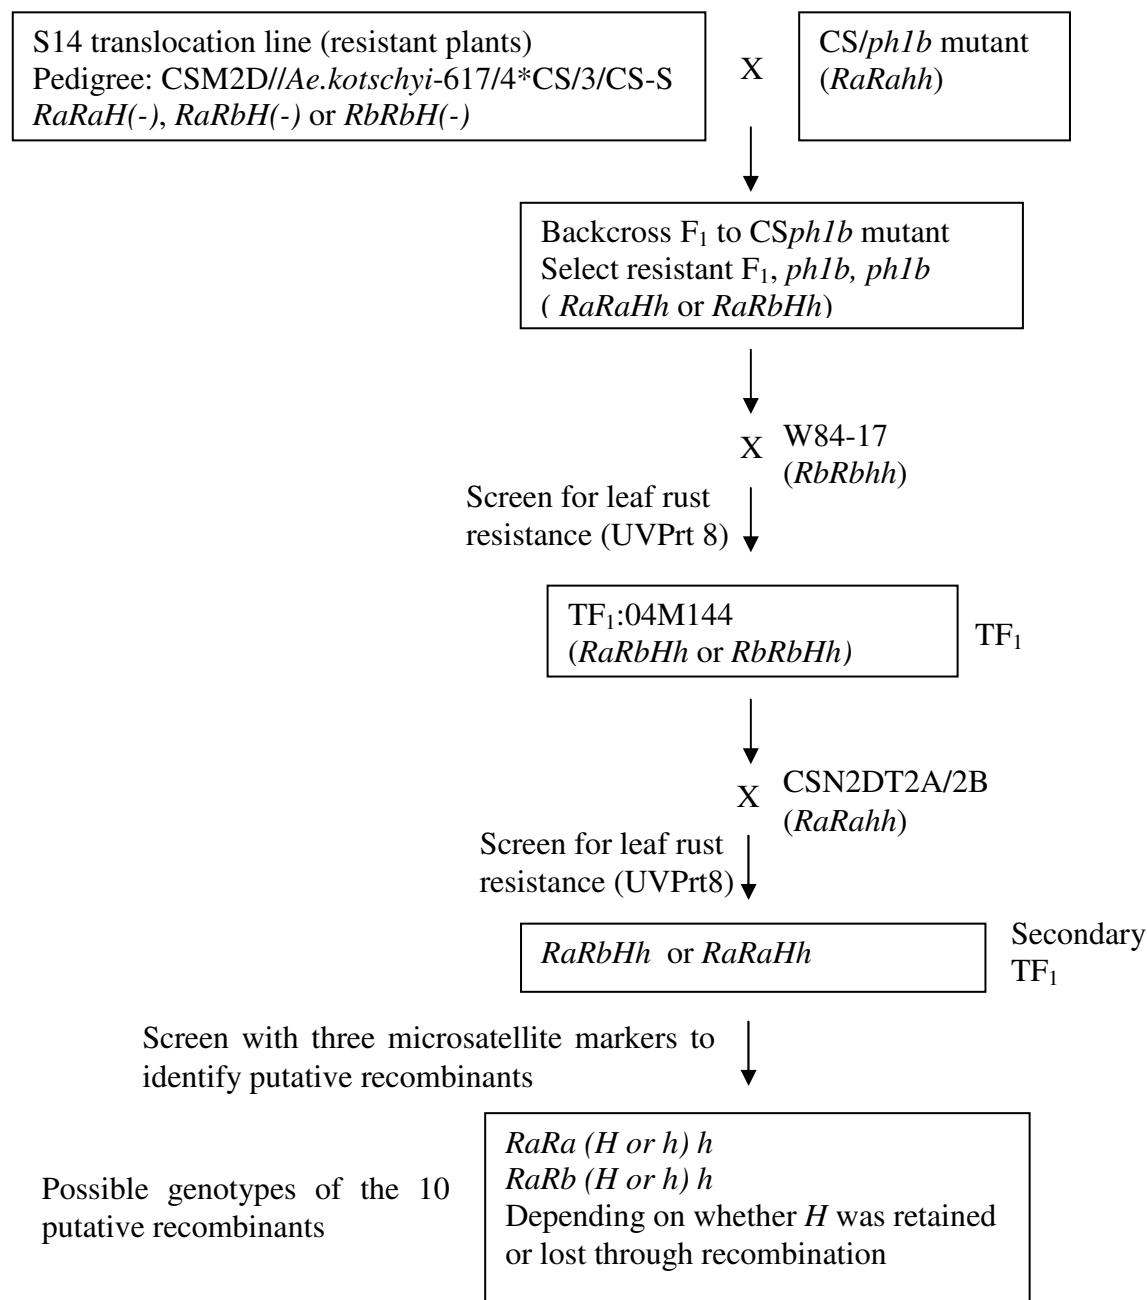 S14 translocation line (resistant plants)
Pedigree: CSM2D//Ae.kotschyi-617/4*CS/3/CS-S
RaRaH(-), RaRbH(-) or RbRbH(-)
X
CS/ph1b mutant
(RaRahh)
Backcross F₁ to CSph1b mutant
Select resistant F₁, ph1b, ph1b
( RaRaHh or RaRbHh)
X
W84-17
(RbRbhh)
Screen for leaf rust
resistance (UVPrt 8)
TF₁:04M144
(RaRbHh or RbRbHh)
TF₁
X
CSN2DT2A/2B
(RaRahh)
Screen for leaf rust
resistance (UVPrt8)
RaRbHh or RaRaHh
Secondary
TF₁
Screen with three microsatellite markers to
identify putative recombinants
Possible genotypes of the 10
putative recombinants
RaRa (H or h) h
RaRb (H or h) h
Depending on whether H was retained
or lost through recombination